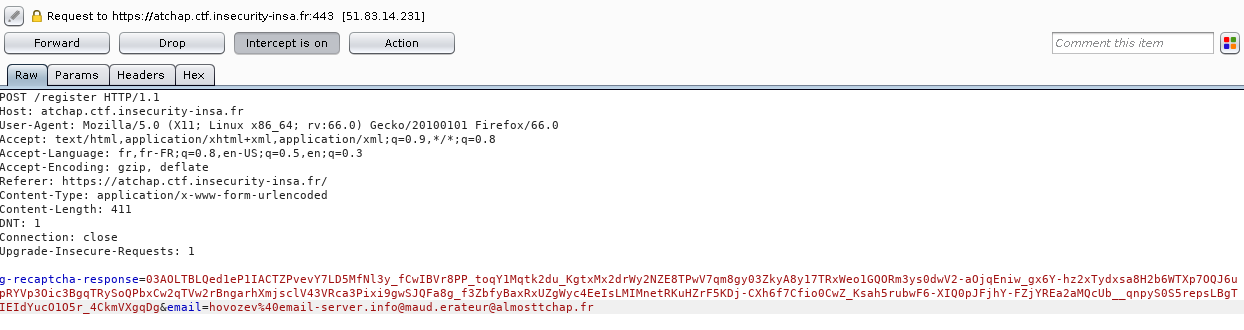 Request to https://atchap.ctf.insecurity-insa.fr:443 [51.83.14.231]
Forward Drop Intercept is on Action Comment this item
Raw Params Headers Hex
POST /register HTTP/1.1
Host: atchap.ctf.insecurity-insa.fr
User-Agent: Mozilla/5.0 (X11; Linux x86_64; rv:66.0) Gecko/20100101 Firefox/66.0
Accept: text/html,application/xhtml+xml,application/xml;q=0.9,*/*;q=0.8
Accept-Language: fr,fr-FR;q=0.8,en-US;q=0.5,en;q=0.3
Accept-Encoding: gzip, deflate
Referer: https://atchap.ctf.insecurity-insa.fr/
Content-Type: application/x-www-form-urlencoded
Content-Length: 411
DNT: 1
Connection: close
Upgrade-Insecure-Requests: 1
g-recaptcha-response=03AOLTBLQed1eP1IACTZPvevY7LD5MfNl3y_fCwIBVr8PP_toqY1Mqtk2du_KgtxMx2drWy2NZE8TPwV7qm8gy03ZkyA8y17TRxWeo1GQORm3ys0dwV2-aOjqEniw_gx6Y-hz2xTydxsa8H2b6WTXp7OQJ6u
pRYVp3Oic3BgqTRySoQPbxCw2qTVw2rBngarhXmjsclV43VRca3Pixi9gwSJQFa8g_f3ZbfyBaxRxUZgWyc4EeIsLMIMnetRKuHZrF5KDj-CXh6f7Cfio0CwZ_Ksah5rubwF6-XIQ0pJFjhY-FZjYREa2aMQcUb__qnpyS0S5repsLBgT
IEIdYucO1O5r_4CkmVXgqDg&email=hovozev%40email-server.info@maud.erateur@almosttchap.fr